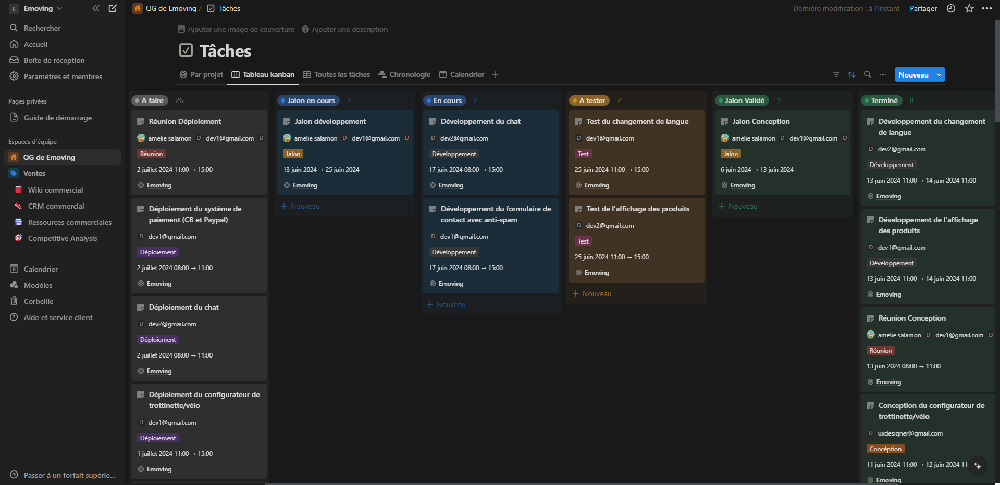 E Emoving
Rechercher
Accueil
Boîte de réception
Paramètres et membres
Pages privées
Guide de démarrage
Espaces d'équipe
QG de Emoving
Ventes
Wiki commercial
CRM commercial
Ressources commerciales
Competitive Analysis
6 Calendrier
Modèles
Corbeille
Aide et service client
Passer à un forfait supérie...
QG de Emoving / Tâches
Dernière modification : à l'instant Partager
Ajouter une image de couverture Ajouter une description
Tâches
Par projet Tableau kanban Toutes les tâches Chronologie Calendrier
Nouveau
A faire 26
Réunion Déploiement
amelie salamon D dev1@gmail.com D
Réunion
2 juillet 2024 11:00 → 15:00
Emoving
Déploiement du système de
paiement (CB et Paypal)
D dev1@gmail.com
Déploiement
2 juillet 2024 08:00 → 11:00
Emoving
Déploiement du chat
D dev2@gmail.com
Déploiement
2 juillet 2024 08:00 → 11:00
Emoving
Déploiement du configurateur de
trottinette/vélo
D dev1@gmail.com
Déploiement
1 juillet 2024 11:00 → 15:00
Emoving
Jalon en cours 1
Jalon développement
amelie salamon D dev1@gmail.com D
Jalon
13 juin 2024 → 25 juin 2024
Emoving
+ Nouveau
En cours 2
Développement du chat
D dev2@gmail.com
Développement
17 juin 2024 08:00 → 15:00
Emoving
Développement du formulaire de
contact avec anti-spam
D dev1@gmail.com
Développement
17 juin 2024 08:00 → 15:00
Emoving
+ Nouveau
A tester 2
Test du changement de langue
D dev1@gmail.com
Test
25 juin 2024 11:00 → 15:00
Emoving
Test de l'affichage des produits
D dev2@gmail.com
Test
25 juin 2024 11:00 → 15:00
Emoving
+ Nouveau
Jalon Validé 1
Jalon Conception
amelie salamon D dev1@gmail.com D
Jalon
6 juin 2024 → 13 juin 2024
Emoving
+ Nouveau
Terminé 8
Développement du changement
de langue
D dev2@gmail.com
Développement
13 juin 2024 11:00 → 14 juin 2024 11:00
Emoving
Développement de l'affichage
des produits
D dev1@gmail.com
Développement
13 juin 2024 11:00 → 14 juin 2024 11:00
Emoving
Réunion Conception
amelie salamon D dev1@gmail.com D
Réunion
13 juin 2024 08:00 → 11:00
Emoving
Conception du configurateur de
trottinette/vélo
U uxdesigner@gmail.com
Concéption
11 juin 2024 11:00 → 12 juin 2024 11
Emoving